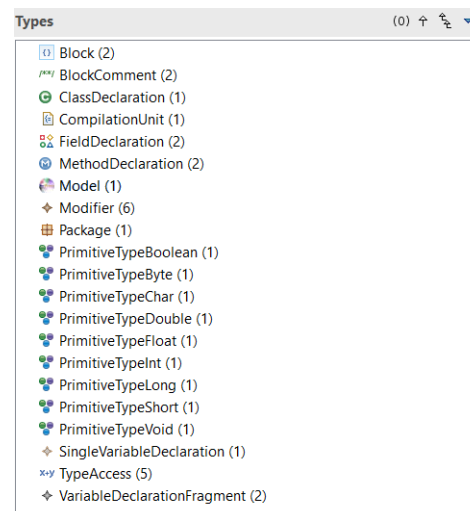 Types (0)
Block (2)
/**/ BlockComment (2)
ClassDeclaration (1)
CompilationUnit (1)
FieldDeclaration (2)
MethodDeclaration (2)
Model (1)
Modifier (6)
Package (1)
PrimitiveTypeBoolean (1)
PrimitiveTypeByte (1)
PrimitiveTypeChar (1)
PrimitiveTypeDouble (1)
PrimitiveTypeFloat (1)
PrimitiveTypeInt (1)
PrimitiveTypeLong (1)
PrimitiveTypeShort (1)
PrimitiveTypeVoid (1)
SingleVariableDeclaration (1)
x+y TypeAccess (5)
VariableDeclarationFragment (2)